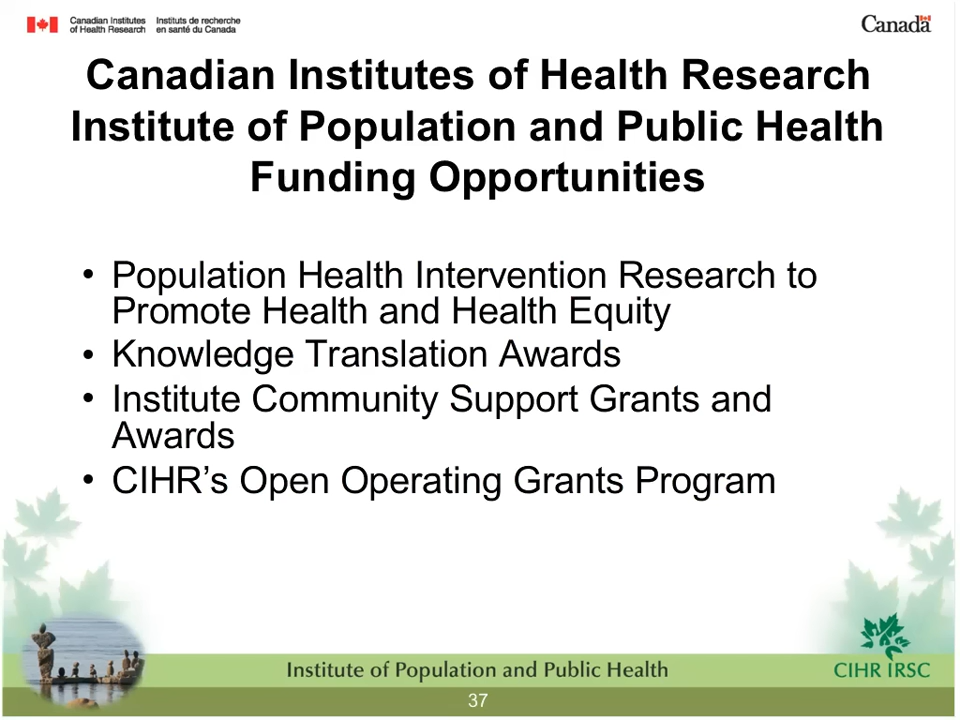 Canadian Institutes of Health Research
Instituts de recherche en santé du Canada
Canada
Canadian Institutes of Health Research
Institute of Population and Public Health
Funding Opportunities
• Population Health Intervention Research to
Promote Health and Health Equity
• Knowledge Translation Awards
• Institute Community Support Grants and
Awards
• CIHR’s Open Operating Grants Program
Institute of Population and Public Health
CIHR IRSC
37